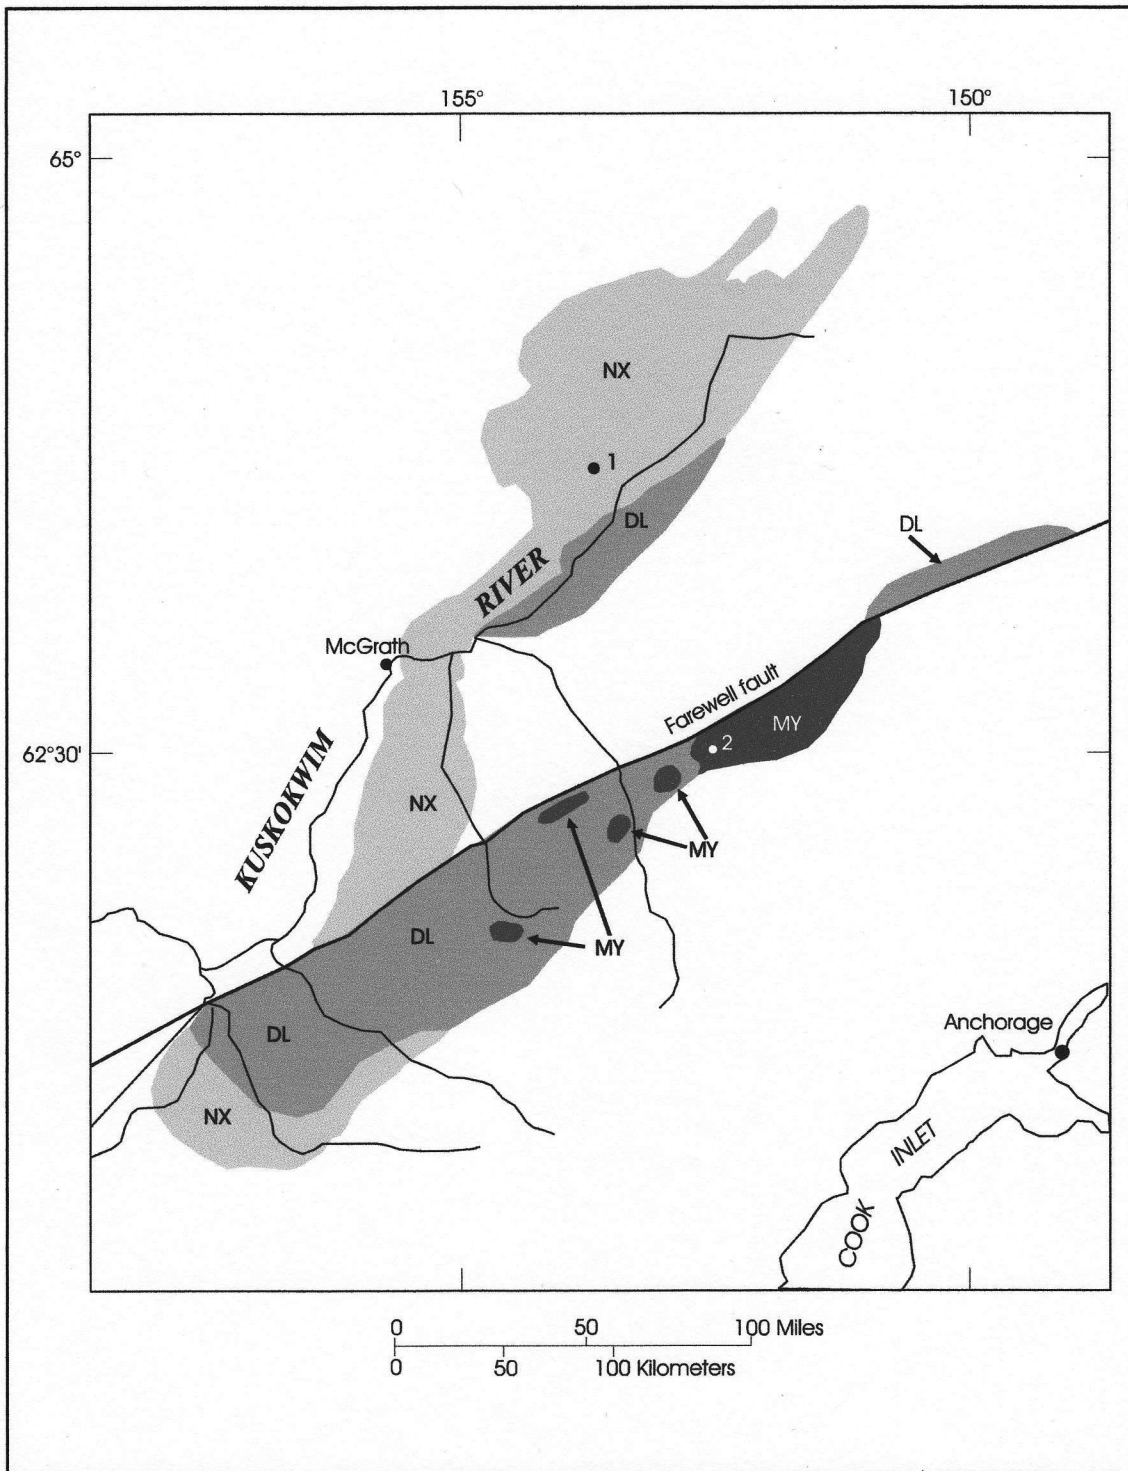 155°
150°
65°
NX
1
DL
DL
RIVER
McGrath
Farewell fault
MY
2
62°30'
KUSKOKWIM
NX
MY
DL
MY
DL
Anchorage
NX
INLET
COOK
0 50 100 Miles
0 50 100 Kilometers